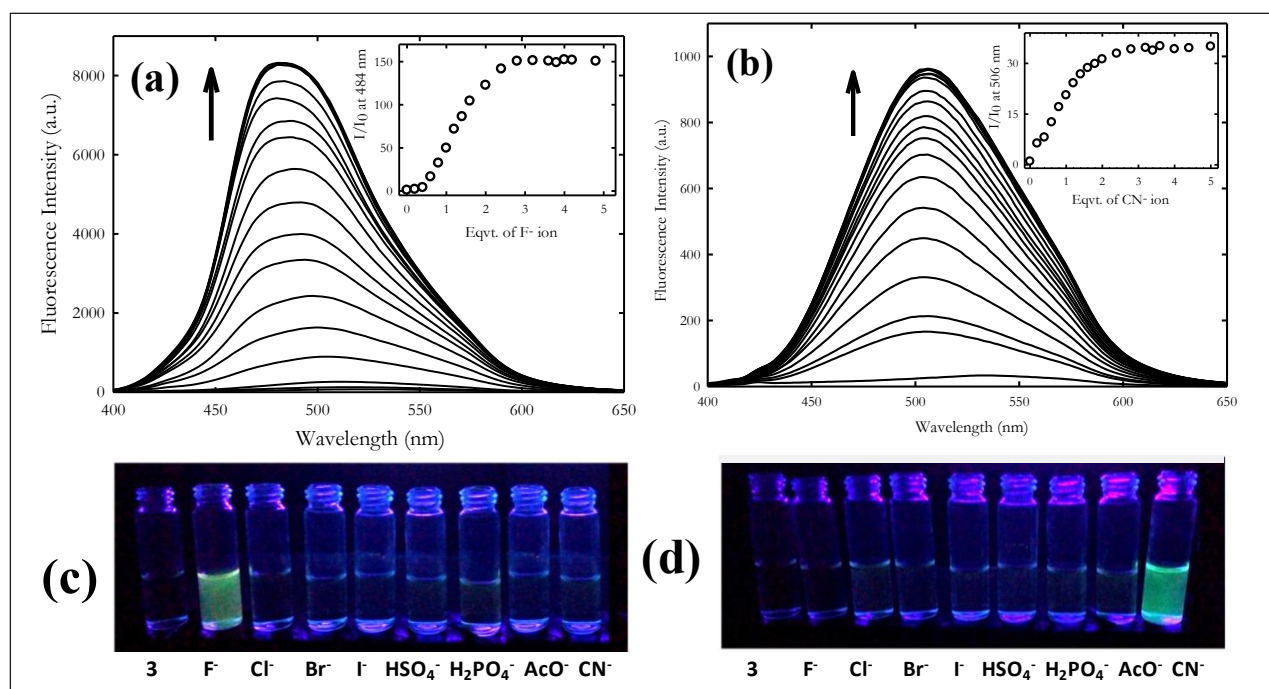 (a)
Fluorescence Intensity (a.u.)
8000
6000
4000
2000
0
400 450 500 550 600 650
Wavelength (nm)
I/I0 at 484 nm
150
100
50
0
0 1 2 3 4 5
Eqvt. of F- ion
(b)
Fluorescence Intensity (a.u.)
1000
800
600
400
200
0
400 450 500 550 600 650
Wavelength (nm)
I/I0 at 506 nm
30
15
0
0 1 2 3 4 5
Eqvt. of CN- ion
(c)
3 F- Cl- Br- I- HSO4- H2PO4- AcO- CN-
(d)
3 F- Cl- Br- I- HSO4- H2PO4- AcO- CN-